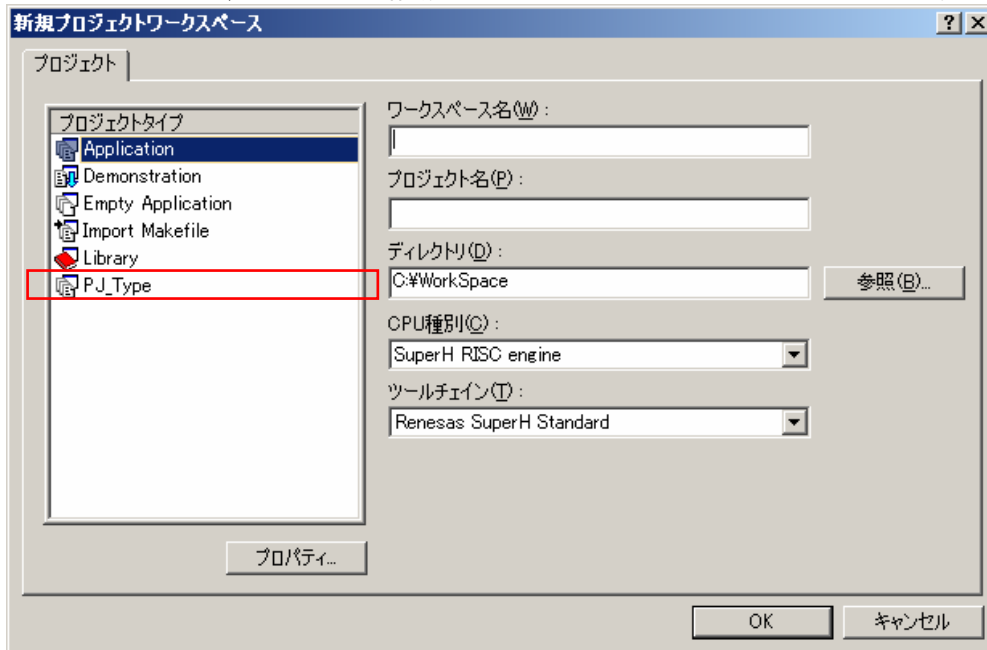 新規プロジェクトワークスペース
プロジェクト
プロジェクトタイプ
Application
Demonstration
Empty Application
Import Makefile
Library
PJ_Type
プロパティ...
ワークスペース名(W):
プロジェクト名(P):
ディレクトリ(D):
C:¥WorkSpace
参照(B)...
CPU種別(C):
SuperH RISC engine
ツールチェイン(T):
Renesas SuperH Standard
OK
キャンセル